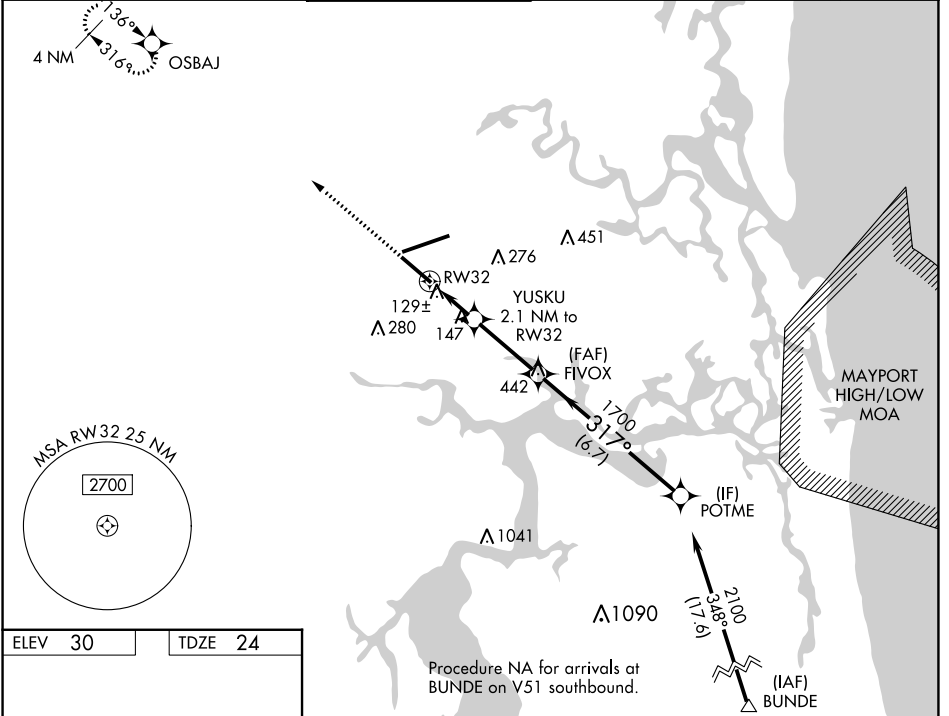 136°
316°
4 NM
OSBAJ
451
276
RW32
129±
280
147
YUSKU
2.1 NM to
RW32
(FAF)
FIVOX
442
1700
317°
(6.7)
MAYPORT
HIGH/LOW
MOA
MSA RW32 25 NM
2700
(IF)
POTME
1041
1090
2100
348°
(17.6)
(IAF)
BUNDE
ELEV 30
TDZE 24
Procedure NA for arrivals at
BUNDE on V51 southbound.